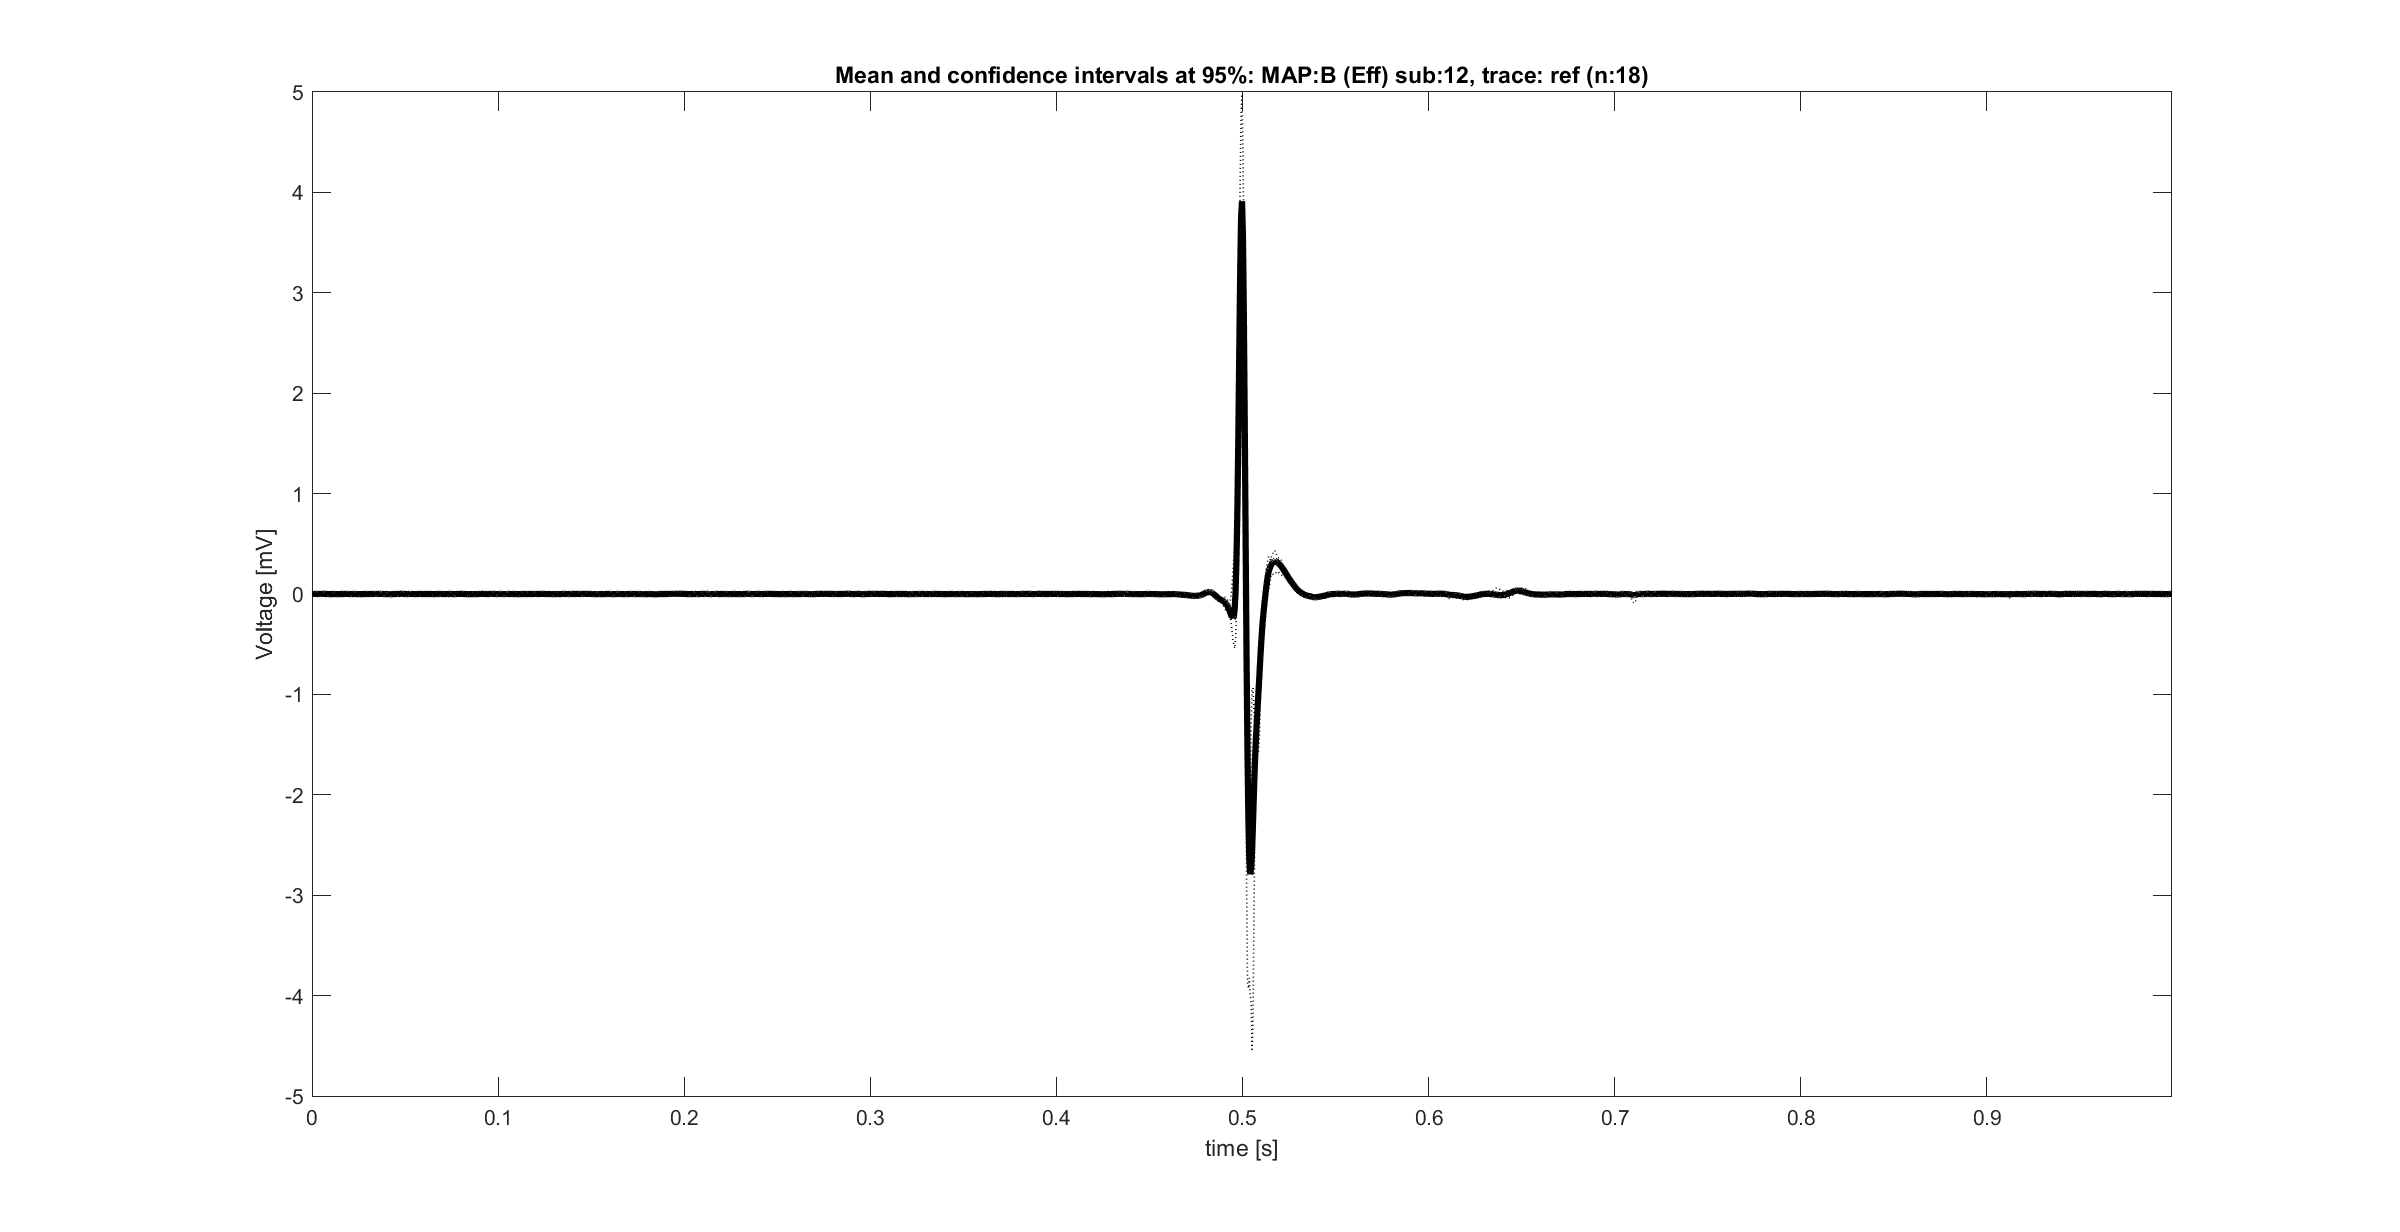 Mean and confidence intervals at 95%: MAP:B (Eff) sub:12, trace: ref (n:18)
5
4
3
2
1
0
-1
-2
-3
-4
-5
Voltage [mV]
0 0.1 0.2 0.3 0.4 0.5 0.6 0.7 0.8 0.9
time [s]